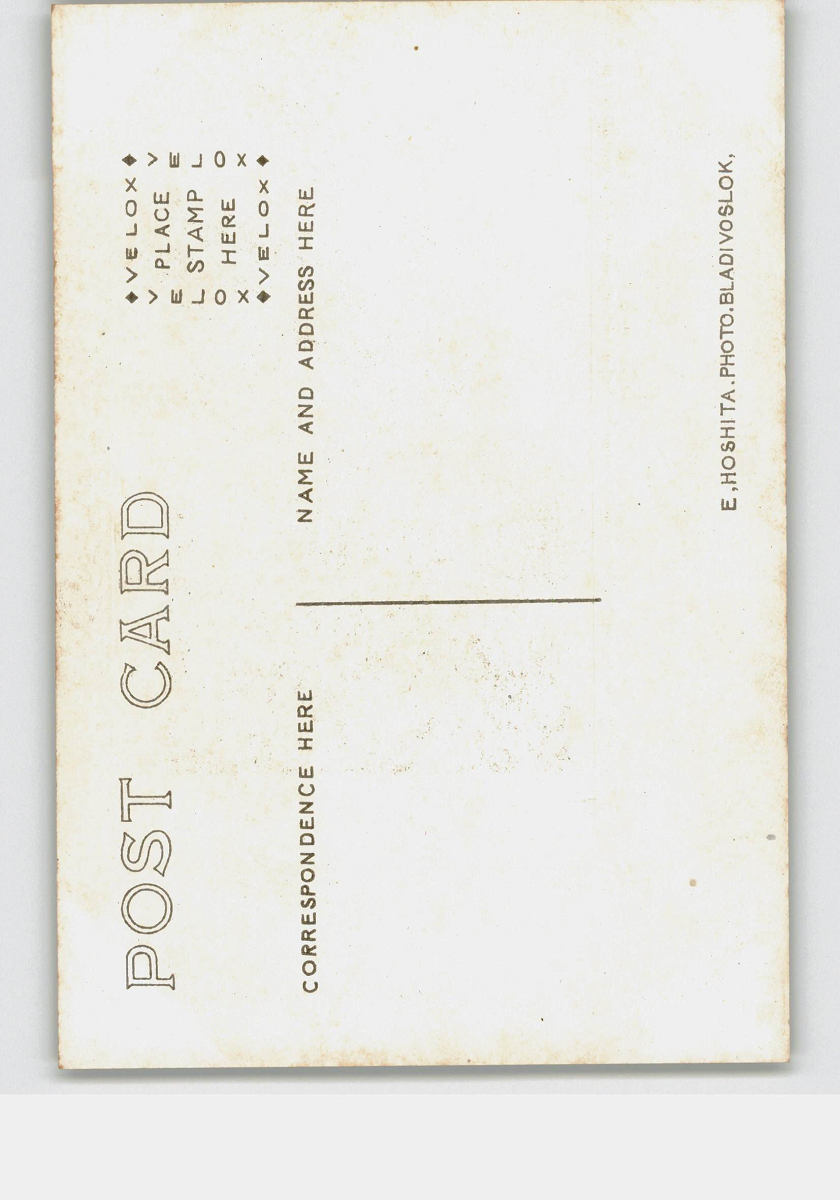 POST CARD
◆VELOX◆
V PLACE V
E STAMP E
L HERE L
O O
X X
◆VELOX◆
CORRESPONDENCE HERE
NAME AND ADDRESS HERE
E,HOSHITA.PHOTO.BLADIVOSLOK,